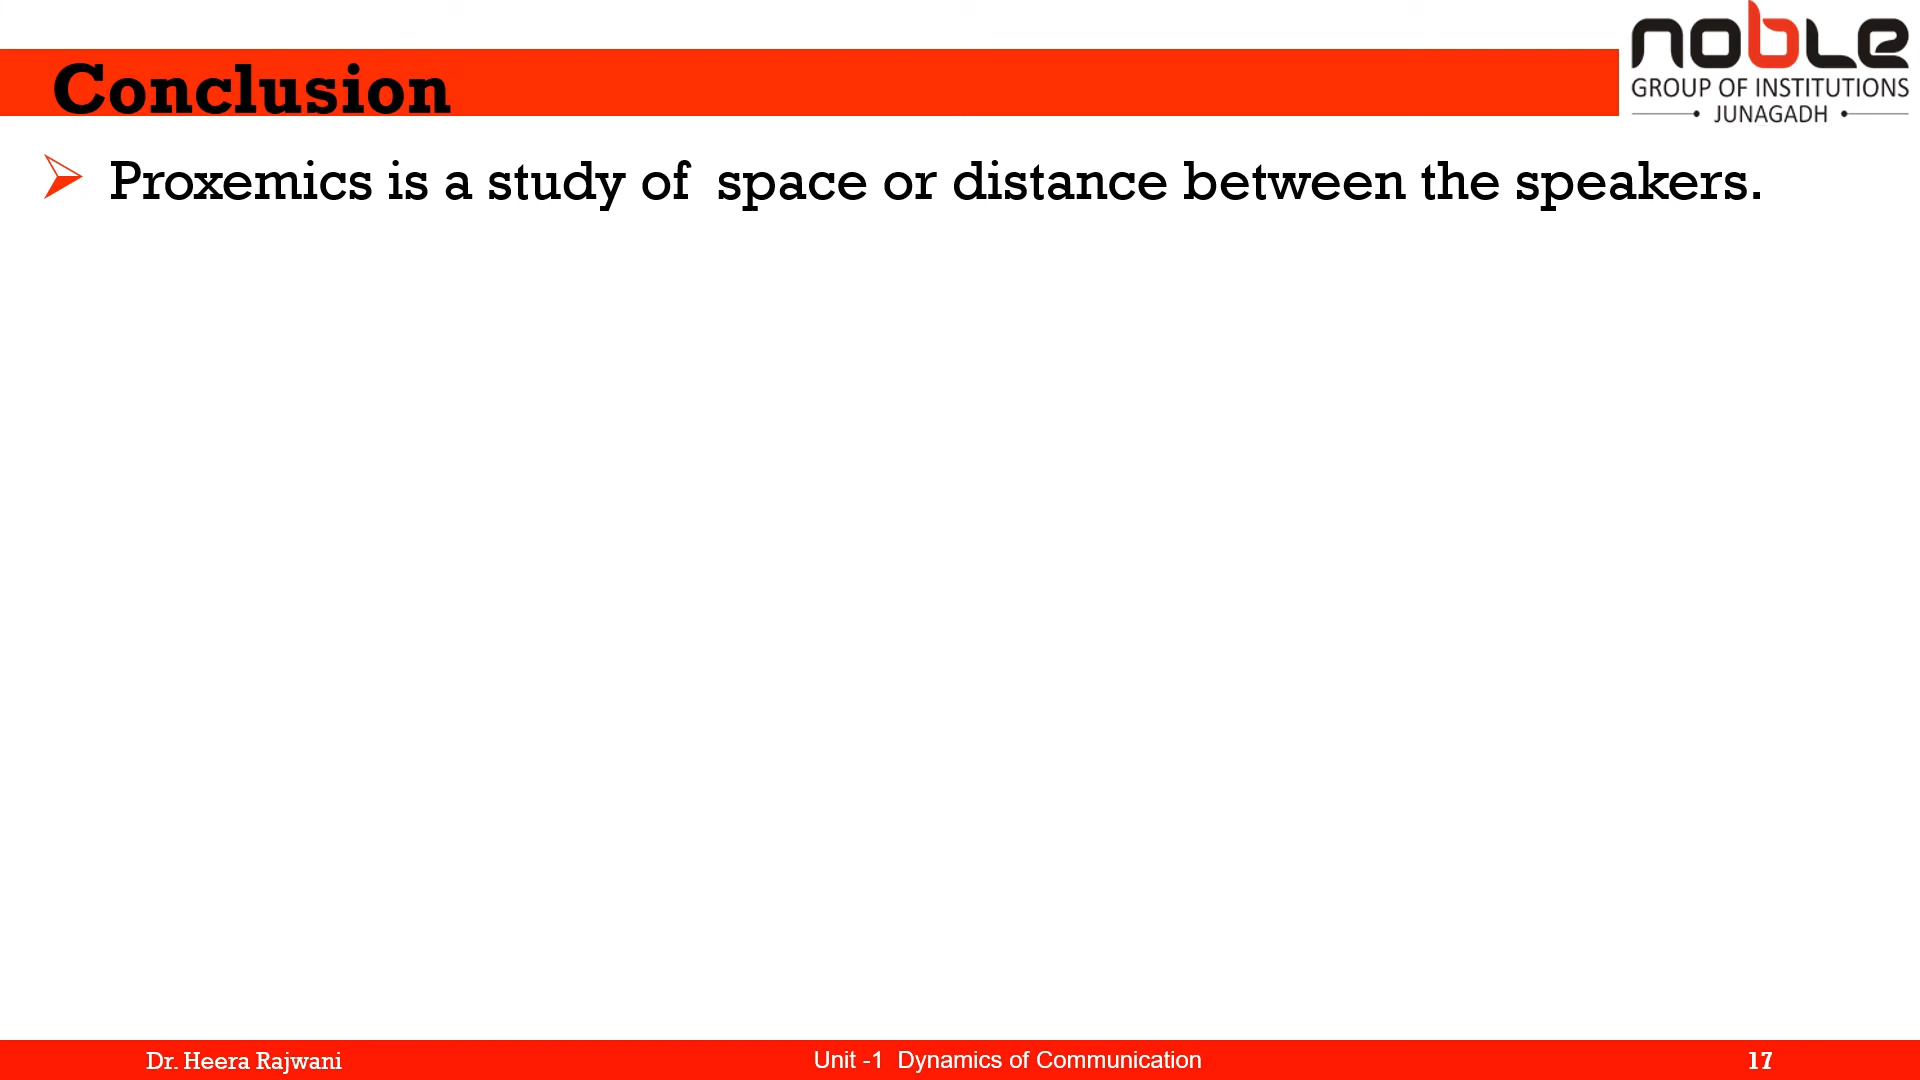 noble
GROUP OF INSTITUTIONS
JUNAGADH
Conclusion
Proxemics is a study of space or distance between the speakers.
Dr. Heera Rajwani
Unit -1 Dynamics of Communication
17